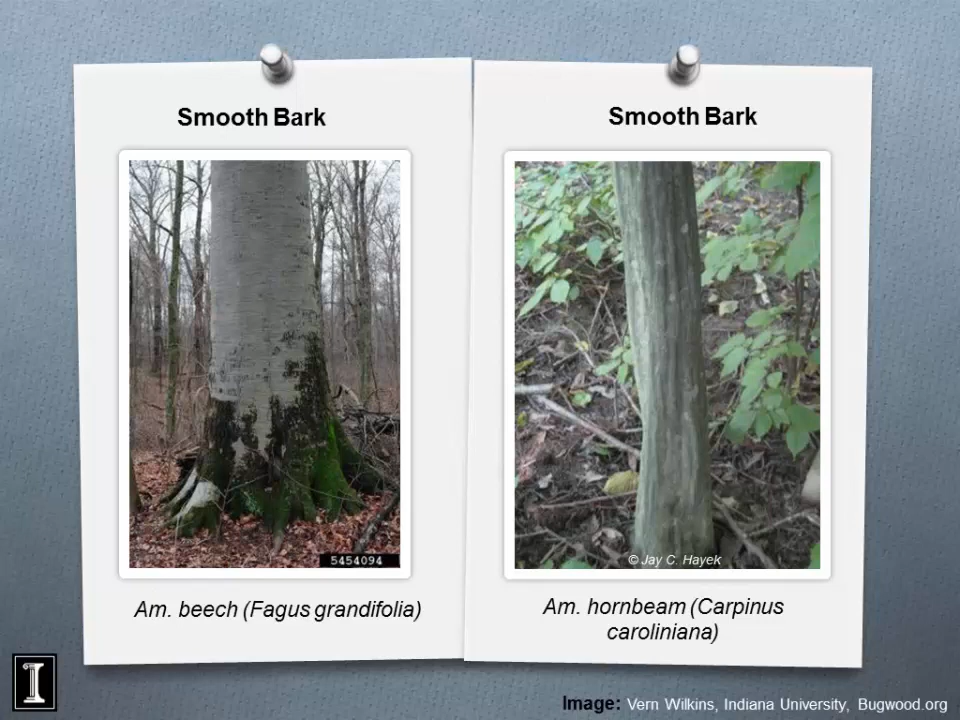 Smooth Bark
5454094
Am. beech (Fagus grandifolia)
Smooth Bark
© Jay C. Hayek
Am. hornbeam (Carpinus
caroliniana)
I
Image: Vern Wilkins, Indiana University, Bugwood.org